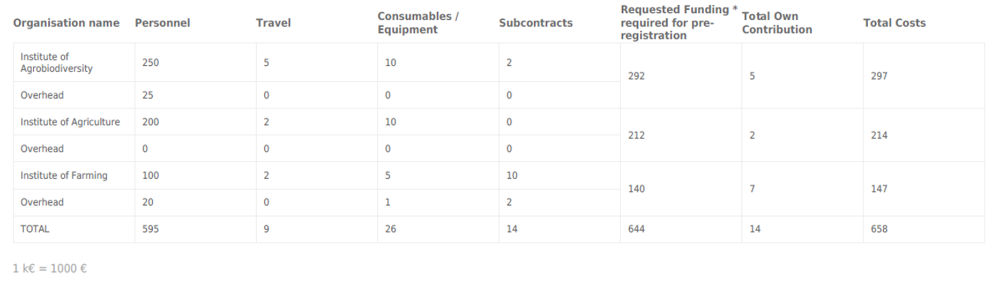 Organisation name Personnel Travel Consumables / Equipment Subcontracts Requested Funding * required for pre-registration Total Own Contribution Total Costs
Institute of Agrobiodiversity 250 5 10 2 292 5 297
Overhead 25 0 0 0
Institute of Agriculture 200 2 10 0 212 2 214
Overhead 0 0 0 0
Institute of Farming 100 2 5 10 140 7 147
Overhead 20 0 1 2
TOTAL 595 9 26 14 644 14 658
1 k€ = 1000 €